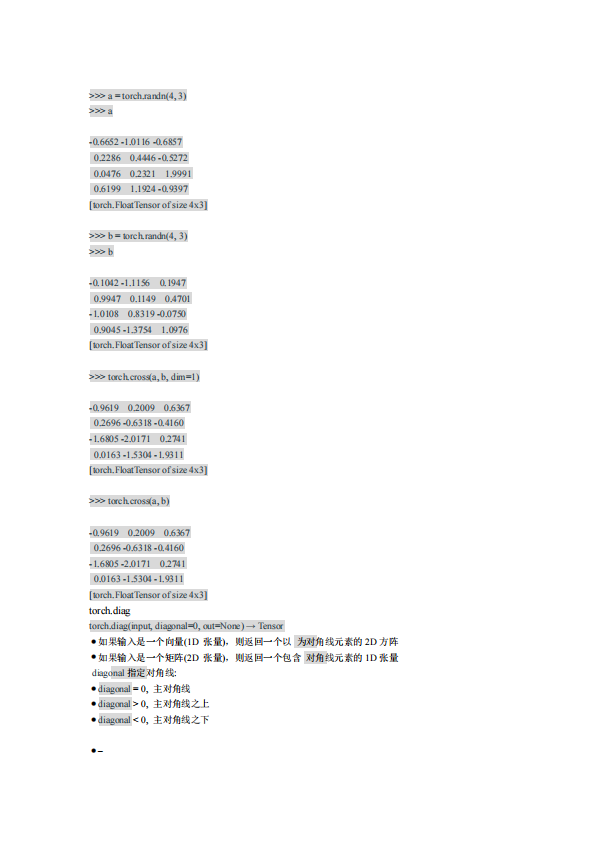 >>> a = torch.randn(4, 3)
>>> a
-0.6652 -1.0116 -0.6857
0.2286 0.4446 -0.5272
0.0476 0.2321 1.9991
0.6199 1.1924 -0.9397
[torch.FloatTensor of size 4x3]
>>> b = torch.randn(4, 3)
>>> b
-0.1042 -1.1156 0.1947
0.9947 0.1149 0.4701
-1.0108 0.8319 -0.0750
0.9045 -1.3754 1.0976
[torch.FloatTensor of size 4x3]
>>> torch.cross(a, b, dim=1)
-0.9619 0.2009 0.6367
0.2696 -0.6318 -0.4160
-1.6805 -2.0171 0.2741
0.0163 -1.5304 -1.9311
[torch.FloatTensor of size 4x3]
>>> torch.cross(a, b)
-0.9619 0.2009 0.6367
0.2696 -0.6318 -0.4160
-1.6805 -2.0171 0.2741
0.0163 -1.5304 -1.9311
[torch.FloatTensor of size 4x3]
torch.diag
torch.diag(input, diagonal=0, out=None) → Tensor
● 如果输入是一个向量(1D 张量)，则返回一个以 为对角线元素的 2D 方阵
● 如果输入是一个矩阵(2D 张量)，则返回一个包含 对角线元素的 1D 张量
diagonal 指定对角线:
● diagonal = 0, 主对角线
● diagonal > 0, 主对角线之上
● diagonal < 0, 主对角线之下
● –